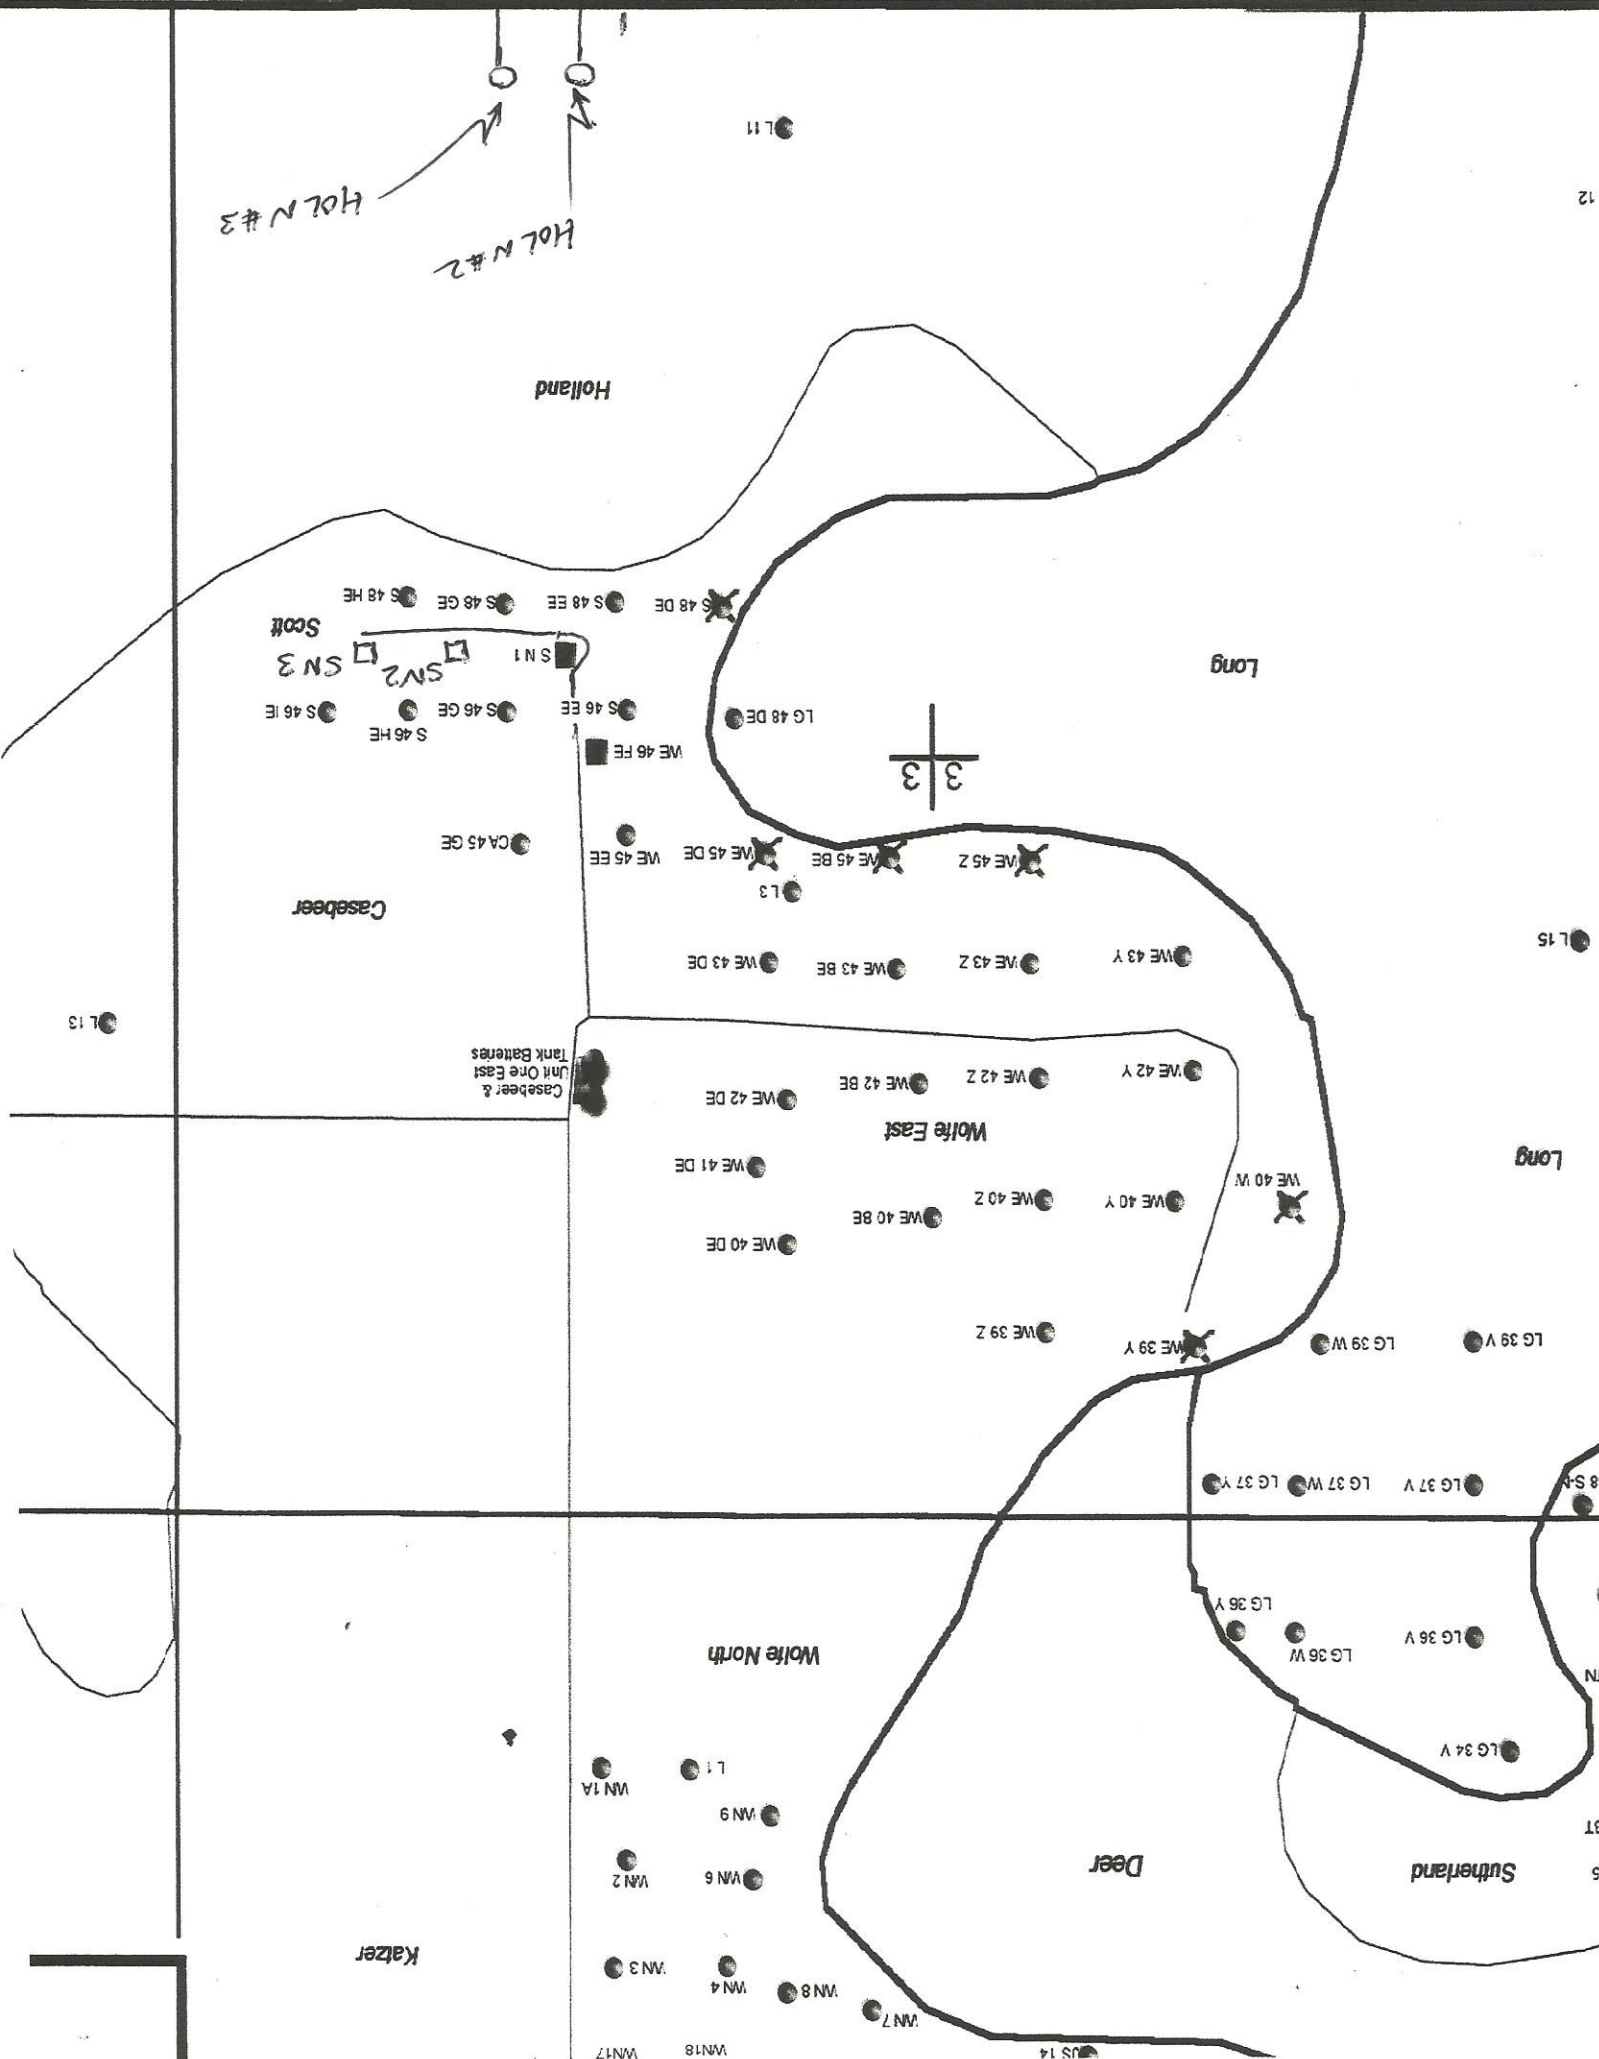 US 14
WN18
WN17
WN 7
WN 8
WN 4
WN 3
Katzer
Sutherland
Deer
WN 6
WN 2
WN 9
L 1
WN 1A
LG 34 V
Wolfe North
LG 36 V
LG 36 W
LG 36 Y
LG 37 V
LG 37 W
LG 37 Y
LG 39 V
LG 39 W
WE 39 Y
WE 39 Z
WE 40 DE
WE 40 BE
WE 40 Z
WE 40 Y
WE 40 W
Long
WE 41 DE
Wolfe East
WE 42 DE
WE 42 BE
WE 42 Z
WE 42 Y
Casebeer &
Unit One East
Tank Batteries
L 13
L 15
WE 43 Y
WE 43 Z
WE 43 BE
WE 43 DE
Casebeer
L 3
WE 45 Z
WE 45 BE
WE 45 DE
WE 45 EE
CA 45 GE
3 3
WE 46 FE
LG 48 DE
S 46 EE
S 46 GE
S 46 HE
S 46 IE
Long
SN 1
SN2
SN 3
Scott
S 48 DE
S 48 EE
S 48 GE
S 48 HE
Holland
HOL N #2
HOL N #3
12
L 11